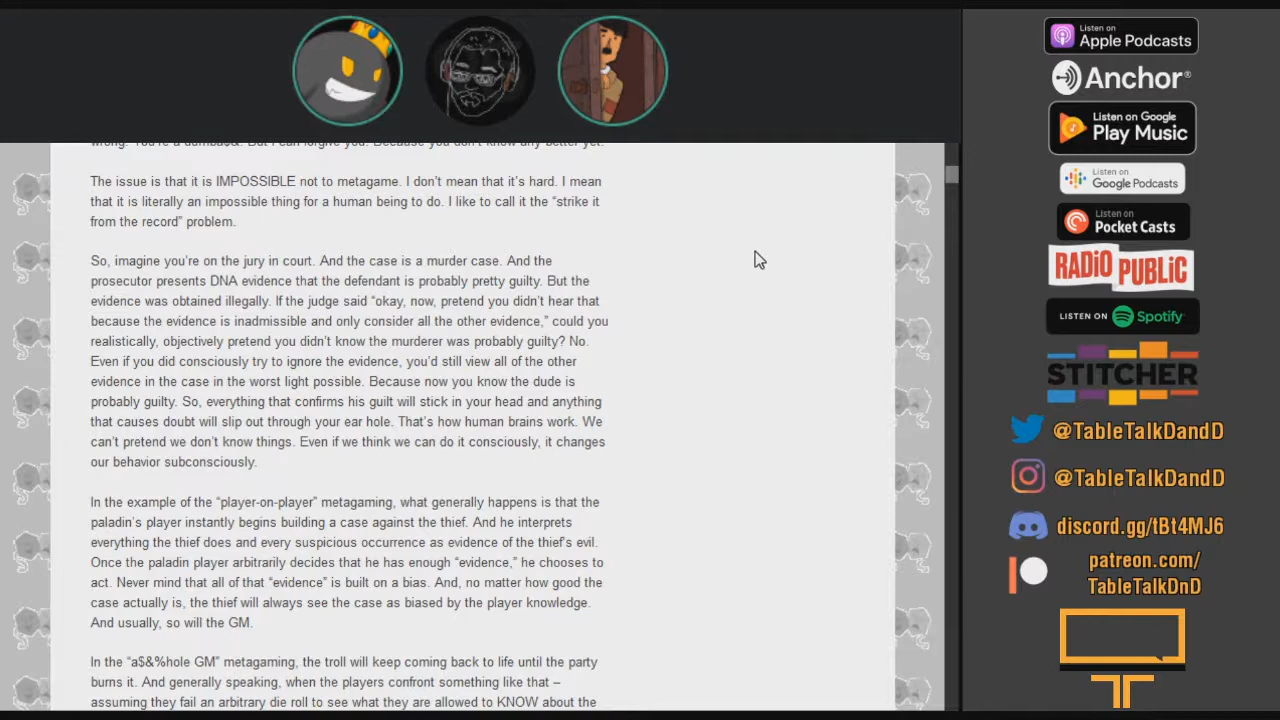 wrong. You're a dumba$&. But I can forgive you. Because you don't know any better yet.
The issue is that it is IMPOSSIBLE not to metagame. I don't mean that it's hard. I mean
that it is literally an impossible thing for a human being to do. I like to call it the “strike it
from the record” problem.
So, imagine you're on the jury in court. And the case is a murder case. And the
prosecutor presents DNA evidence that the defendant is probably pretty guilty. But the
evidence was obtained illegally. If the judge said “okay, now, pretend you didn't hear that
because the evidence is inadmissible and only consider all the other evidence,” could you
realistically, objectively pretend you didn't know the murderer was probably guilty? No.
Even if you did consciously try to ignore the evidence, you'd still view all of the other
evidence in the case in the worst light possible. Because now you know the dude is
probably guilty. So, everything that confirms his guilt will stick in your head and anything
that causes doubt will slip out through your ear hole. That's how human brains work. We
can't pretend we don't know things. Even if we think we can do it consciously, it changes
our behavior subconsciously.
In the example of the “player-on-player” metagaming, what generally happens is that the
paladin's player instantly begins building a case against the thief. And he interprets
everything the thief does and every suspicious occurrence as evidence of the thief's evil.
Once the paladin player arbitrarily decides that he has enough “evidence,” he chooses to
act. Never mind that all of that “evidence” is built on a bias. And, no matter how good the
case actually is, the thief will always see the case as biased by the player knowledge.
And usually, so will the GM.
In the “a$&%hole GM” metagaming, the troll will keep coming back to life until the party
burns it. And generally speaking, when the players confront something like that –
assuming they fail an arbitrary die roll to see what they are allowed to KNOW about the
Listen on
Apple Podcasts
Anchor®
Listen on Google
Play Music
Listen on
Google Podcasts
Listen on
Pocket Casts
RADiO PUBLiC
LISTEN ON Spotify
STITCHER
@TableTalkDandD
@TableTalkDandD
discord.gg/tBt4MJ6
patreon.com/
TableTalkDnD